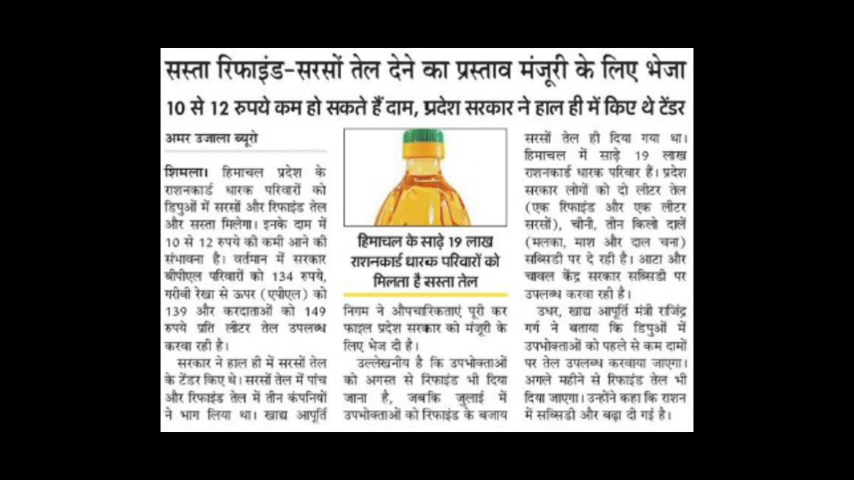 सस्ता रिफाइंड-सरसों तेल देने का प्रस्ताव मंजूरी के लिए भेजा
10 से 12 रुपये कम हो सकते हैं दाम, प्रदेश सरकार ने हाल ही में किए थे टेंडर
अमर उजाला ब्यूरो
शिमला। हिमाचल प्रदेश के
राशनकार्ड धारक परिवारों को
डिपुओं में सरसों और रिफाइंड तेल
और सस्ता मिलेगा। इनके दाम में
10 से 12 रुपये की कमी आने की
संभावना है। वर्तमान में सरकार
बीपीएल परिवारों को 134 रुपये,
गरीबी रेखा से ऊपर (एपीएल) को
139 और करदाताओं को 149
रुपये प्रति लीटर तेल उपलब्ध
करवा रही है।
सरकार ने हाल ही में सरसों तेल
के टेंडर किए थे। सरसों तेल में पांच
और रिफाइंड तेल में तीन कंपनियों
ने भाग लिया था। खाद्य आपूर्ति
हिमाचल के साढ़े 19 लाख
राशनकार्ड धारक परिवारों को
मिलता है सस्ता तेल
निगम ने औपचारिकताएं पूरी कर
फाइल प्रदेश सरकार को मंजूरी के
लिए भेज दी है।
उल्लेखनीय है कि उपभोक्ताओं
को अगस्त से रिफाइंड भी दिया
जाना है, जबकि जुलाई में
उपभोक्ताओं को रिफाइंड के बजाय
सरसों तेल ही दिया गया था।
हिमाचल में साढ़े 19 लाख
राशनकार्ड धारक परिवार हैं। प्रदेश
सरकार लोगों को दो लीटर तेल
(एक रिफाइंड और एक लीटर
सरसों), चीनी, तीन किलो दालें
(मलका, माश और दाल चना)
सब्सिडी पर दे रही है। आटा और
चावल केंद्र सरकार सब्सिडी पर
उपलब्ध करवा रही है।
उधर, खाद्य आपूर्ति मंत्री राजिंद्र
गर्ग ने बताया कि डिपुओं में
उपभोक्ताओं को पहले से कम दामों
पर तेल उपलब्ध करवाया जाएगा।
अगले महीने से रिफाइंड तेल भी
दिया जाएगा। उन्होंने कहा कि राशन
में सब्सिडी और बढ़ा दी गई है।